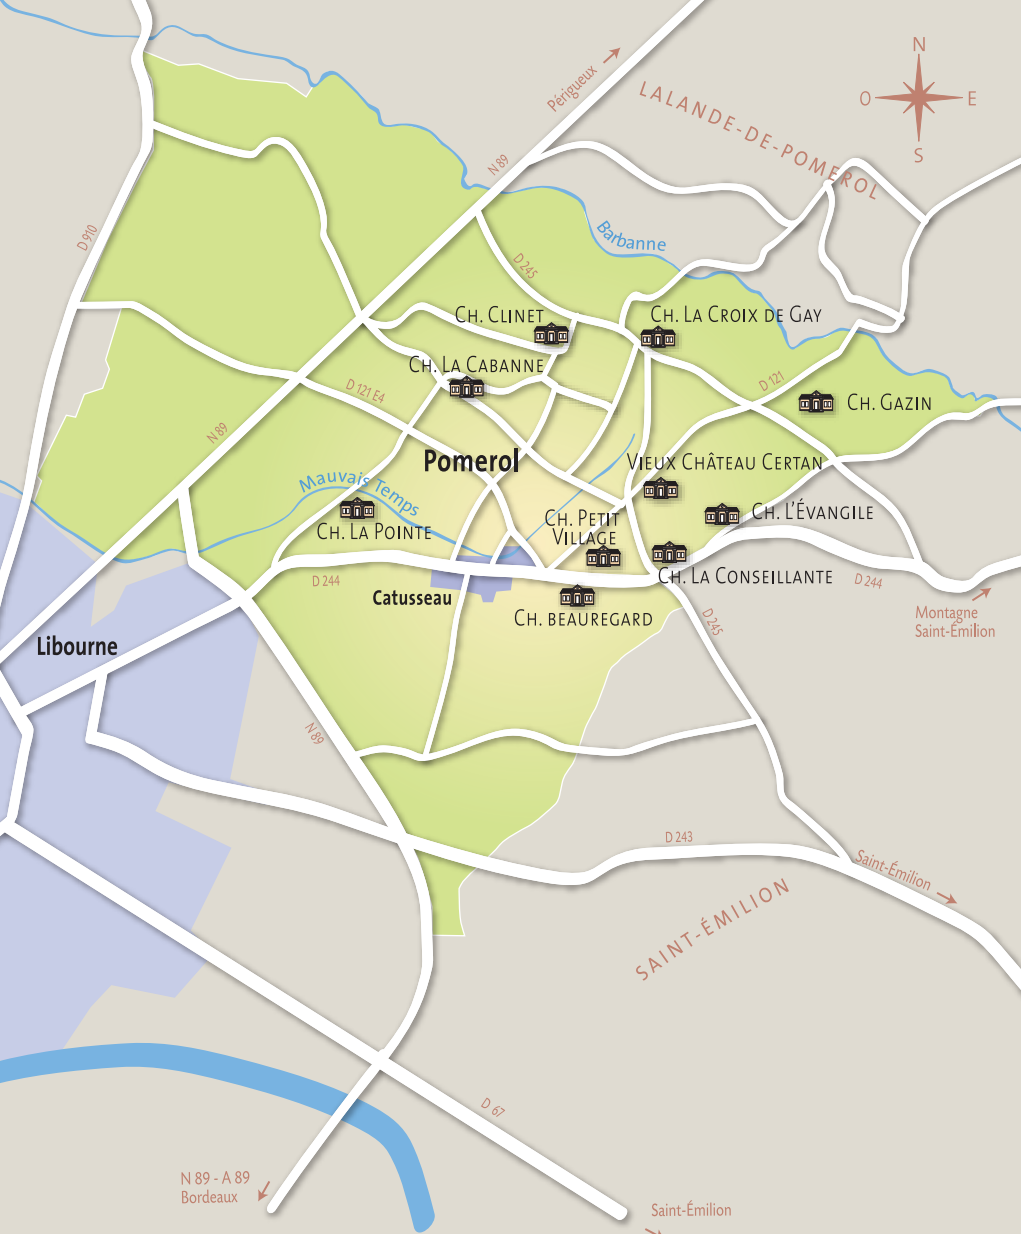 N
O
E
S
Périgueux
LALANDE-DE-POMEROL
N 89
D 910
Barbanne
D 245
CH. CLINET
CH. LA CROIX DE GAY
CH. LA CABANNE
D 121 E4
D 121
CH. GAZIN
N 89
Pomerol
VIEUX CHÂTEAU CERTAN
Mauvais Temps
CH. PETIT
VILLAGE
CH. L'ÉVANGILE
CH. LA POINTE
D 244
CH. LA CONSEILLANTE
D 244
Catusseau
CH. BEAUREGARD
D 245
Montagne
Saint-Émilion
Libourne
N 89
D 243
Saint-Émilion
SAINT-ÉMILION
D 67
N 89 - A 89
Bordeaux
Saint-Émilion